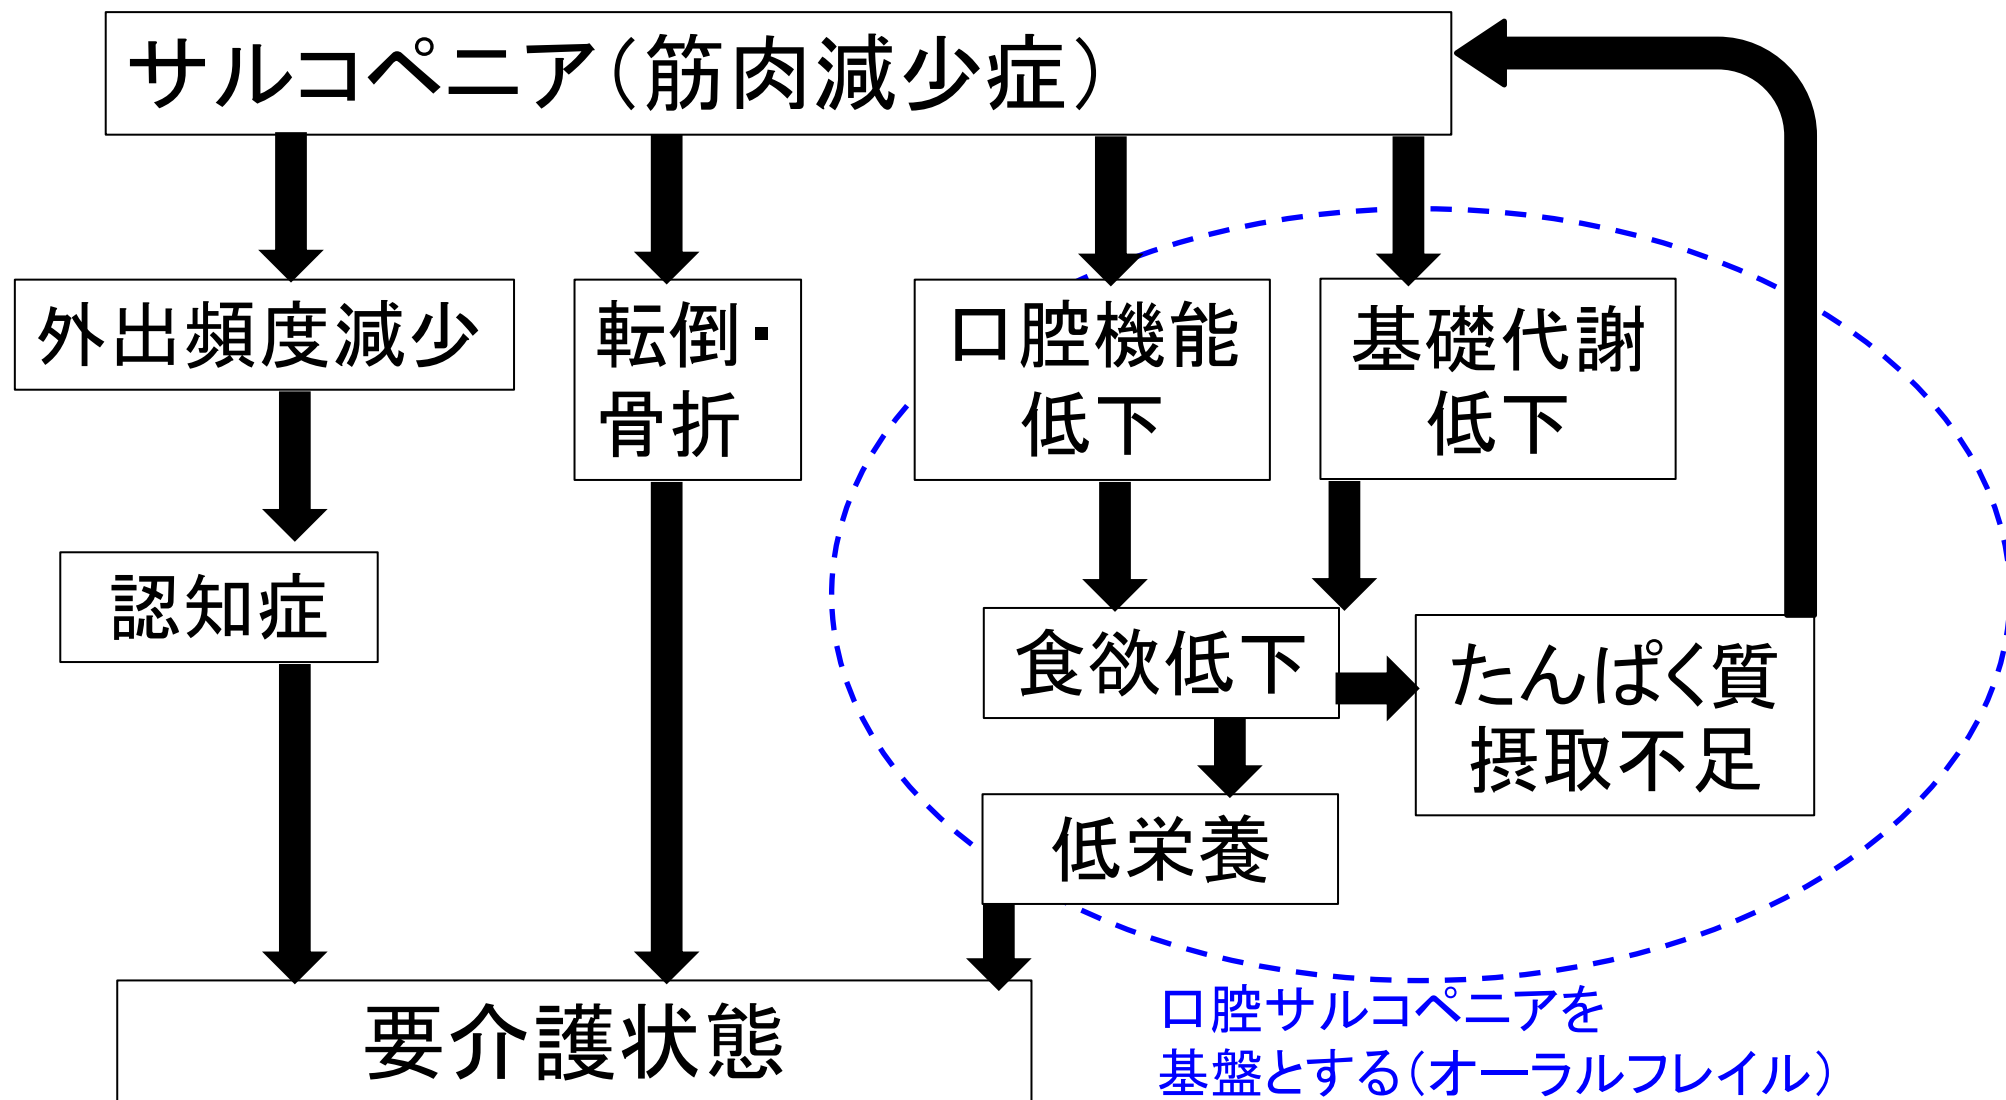 サルコペニア（筋肉減少症）
外出頻度減少
転倒・
骨折
口腔機能
低下
基礎代謝
低下
認知症
食欲低下
たんぱく質
摂取不足
低栄養
要介護状態
口腔サルコペニアを
基盤とする（オーラルフレイル）